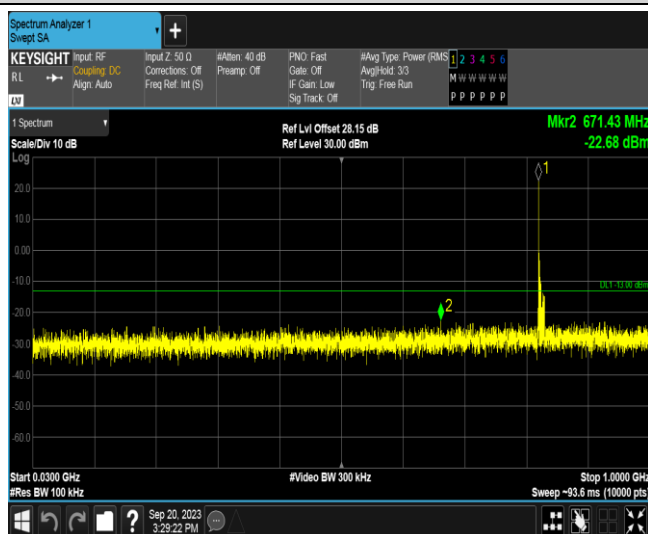 Spectrum Analyzer 1
Swept SA
KEYSIGHT Input: RF Input Z: 50 Ω #Atten: 40 dB PNO: Fast #Avg Type: Power (RMS 1 2 3 4 5 6
RL Coupling: DC Corrections: Off Preamp: Off Gate: Off Avg|Hold: 3/3 M W W W W W
Align: Auto Freq Ref: Int (S) IF Gain: Low Trig: Free Run
LXI Sig Track: Off P P P P P P
1 Spectrum Ref Lvl Offset 28.15 dB Mkr2 671.43 MHz
Scale/Div 10 dB Ref Level 30.00 dBm -22.68 dBm
Log
1
20.0
10.0
0.00
-10.0
DL1 -13.00 dBm
2
-20.0
-30.0
-40.0
-50.0
-60.0
Start 0.0300 GHz #Video BW 300 kHz Stop 1.0000 GHz
#Res BW 100 kHz Sweep ~93.6 ms (10000 pts)
? Sep 20, 2023
3:29:22 PM